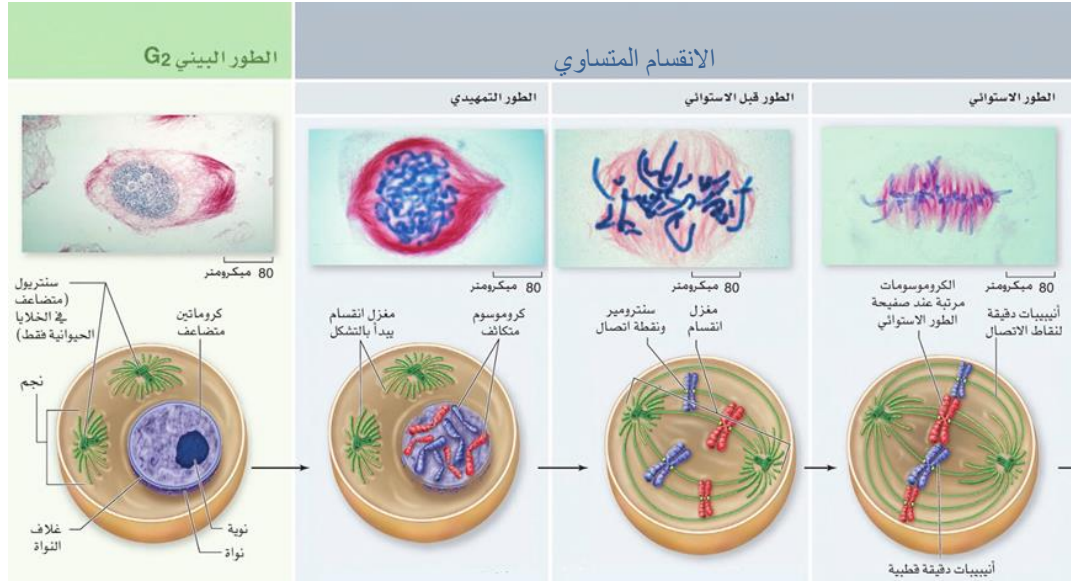 الانقسام المتساوي
الطور البيني G2
الطور التمهيدي
الطور قبل الاستوائي
الطور الاستوائي
80 ميكرومتر
80 ميكرومتر
80 ميكرومتر
80 ميكرومتر
سنتريول
(متضاعف
في الخلايا
الحيوانية فقط)
كروماتين
متضاعف
نجم
غلاف
النواة
نوية
نواة
مغزل انقسام
يبدأ بالتشكل
كروموسوم
متكاثف
سنترومير
ونقطة اتصال
مغزل
انقسام
الكروموسومات
مرتبة عند صفيحة
الطور الاستوائي
أنيبيبات دقيقة
لنقاط الاتصال
أنيبيبات دقيقة قطبية